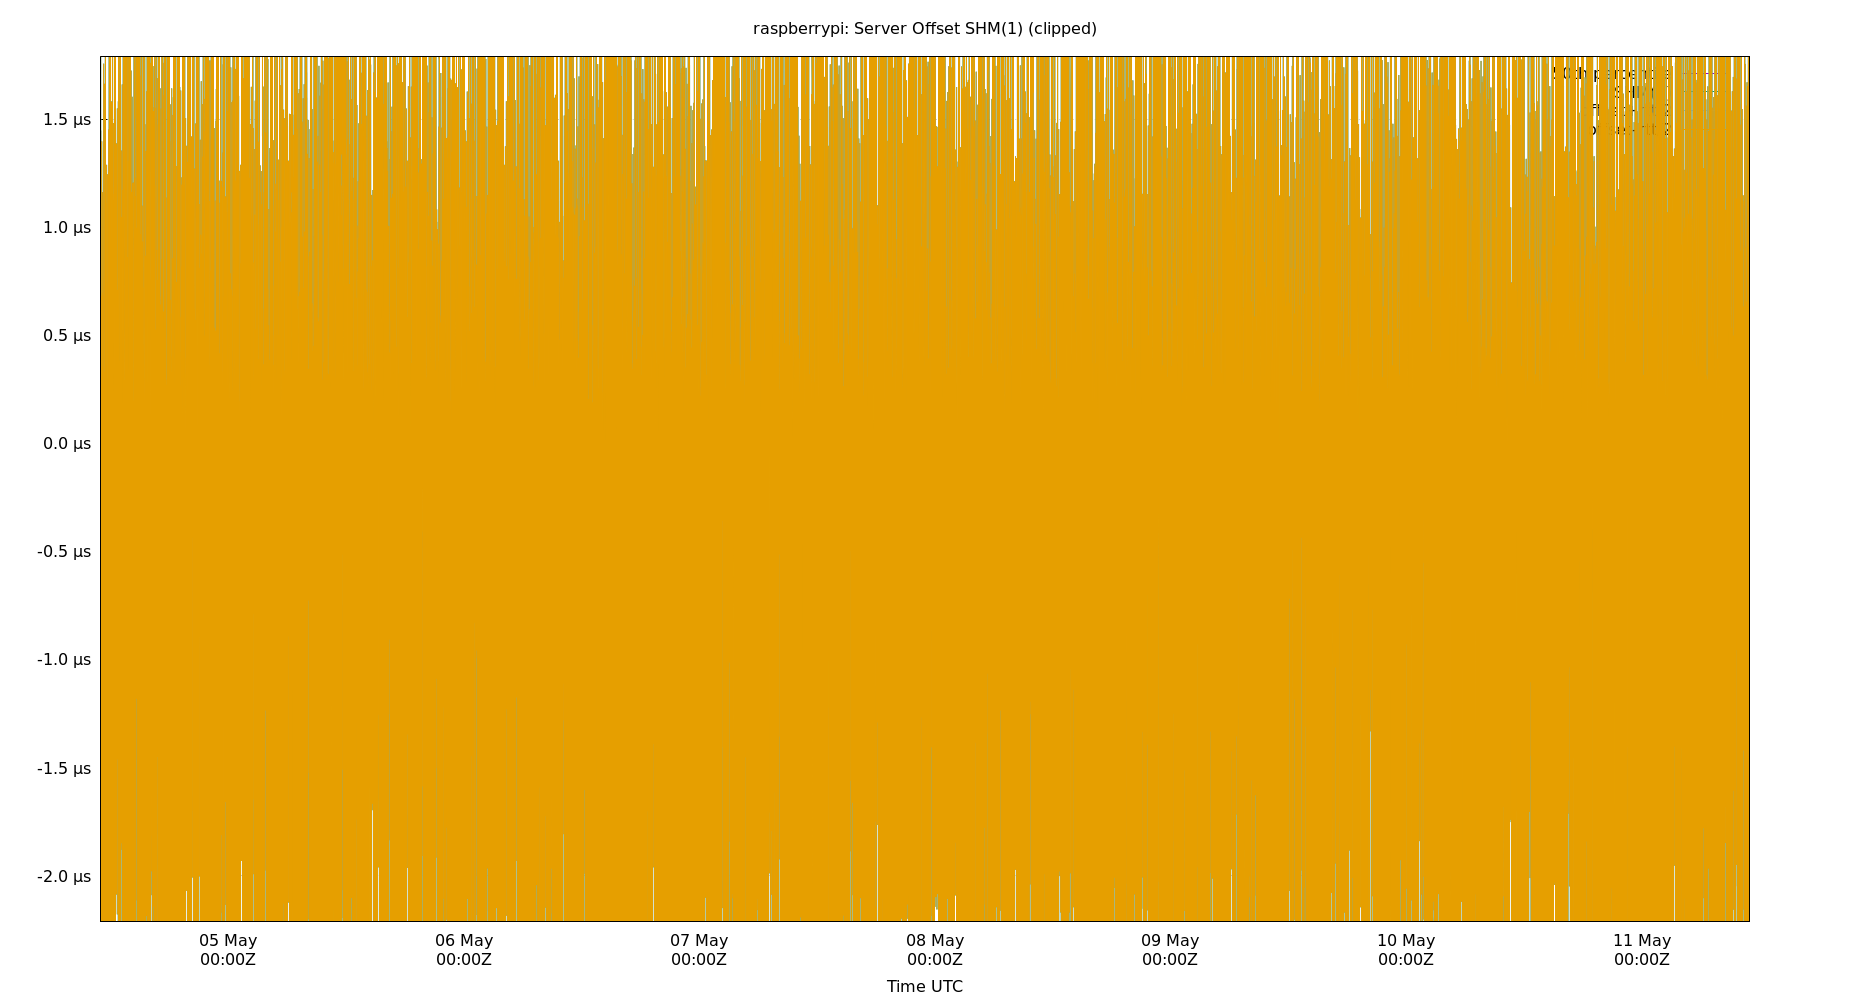 raspberrypi: Server Offset SHM(1) (clipped)
1.5 µs
1.0 µs
0.5 µs
0.0 µs
-0.5 µs
-1.0 µs
-1.5 µs
-2.0 µs
05 May 06 May 07 May 08 May 09 May 10 May 11 May
00:00Z 00:00Z 00:00Z 00:00Z 00:00Z 00:00Z 00:00Z
Time UTC